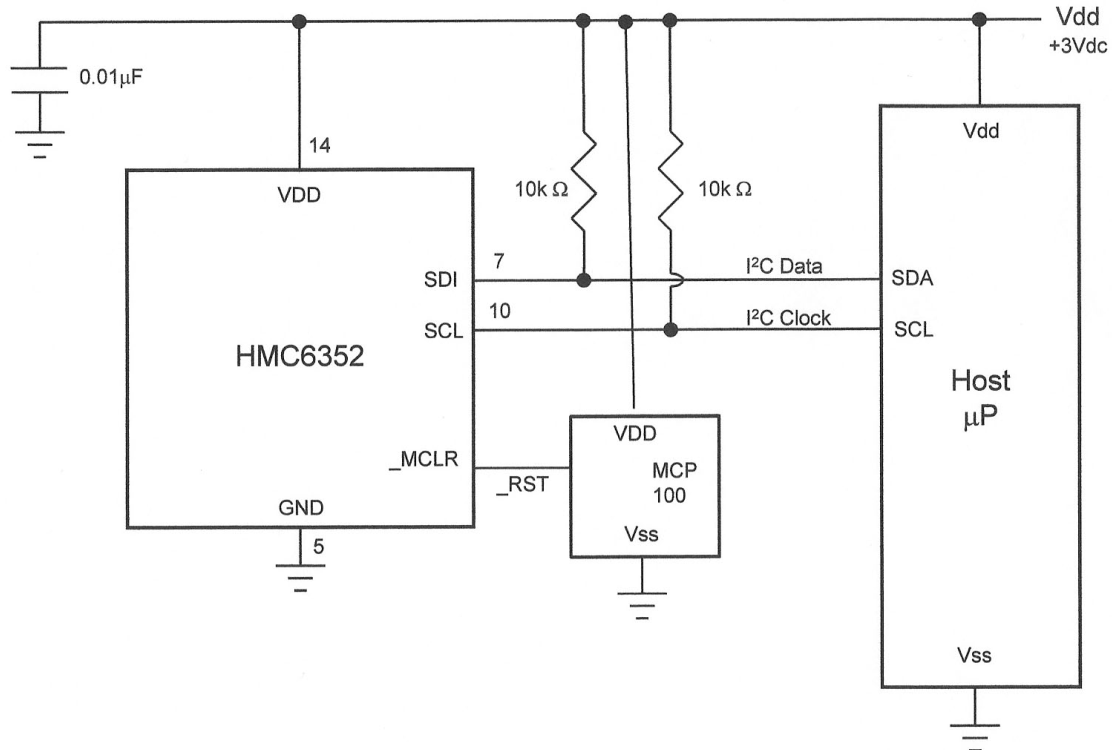 Vdd
+3Vdc
0.01µF
14
VDD
10k Ω
10k Ω
Vdd
7
SDI
I²C Data
SDA
10
SCL
I²C Clock
SCL
HMC6352
Host
µP
VDD
_MCLR
_RST
MCP
100
GND
Vss
5
Vss